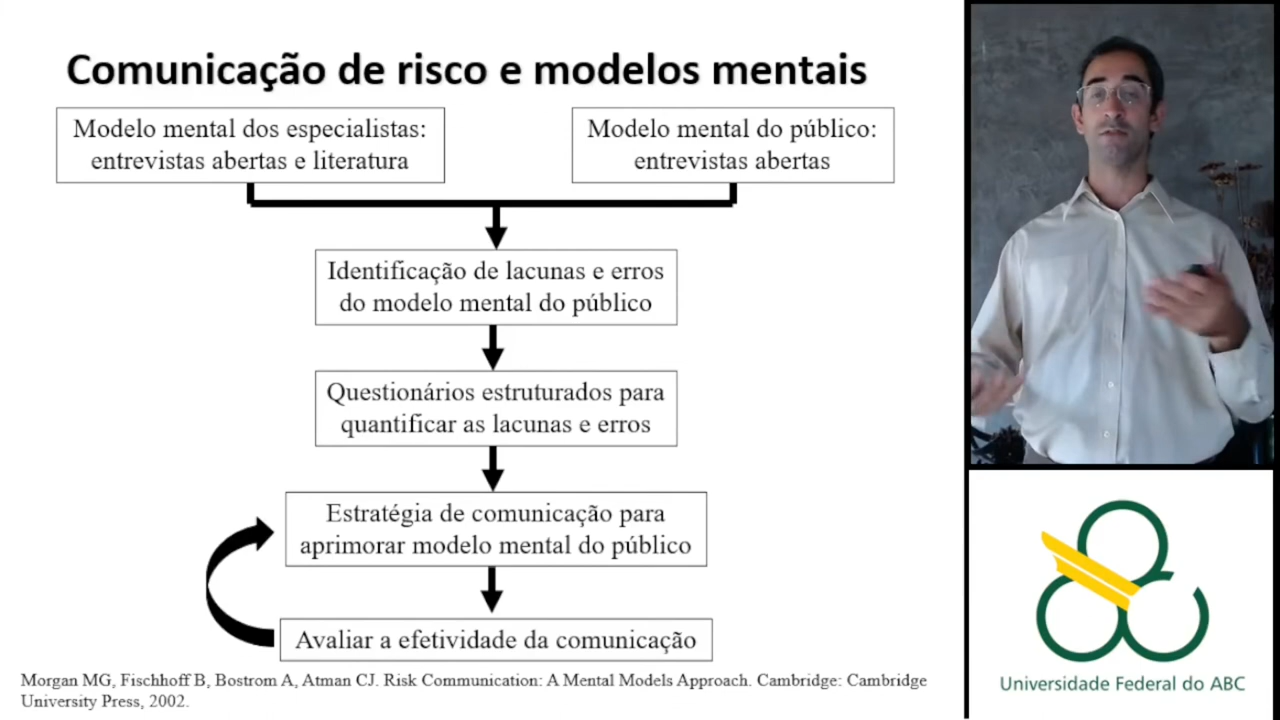 Comunicação de risco e modelos mentais
Modelo mental dos especialistas:
entrevistas abertas e literatura
Modelo mental do público:
entrevistas abertas
Identificação de lacunas e erros
do modelo mental do público
Questionários estruturados para
quantificar as lacunas e erros
Estratégia de comunicação para
aprimorar modelo mental do público
Avaliar a efetividade da comunicação
Morgan MG, Fischhoff B, Bostrom A, Atman CJ. Risk Communication: A Mental Models Approach. Cambridge: Cambridge
University Press, 2002.
Universidade Federal do ABC